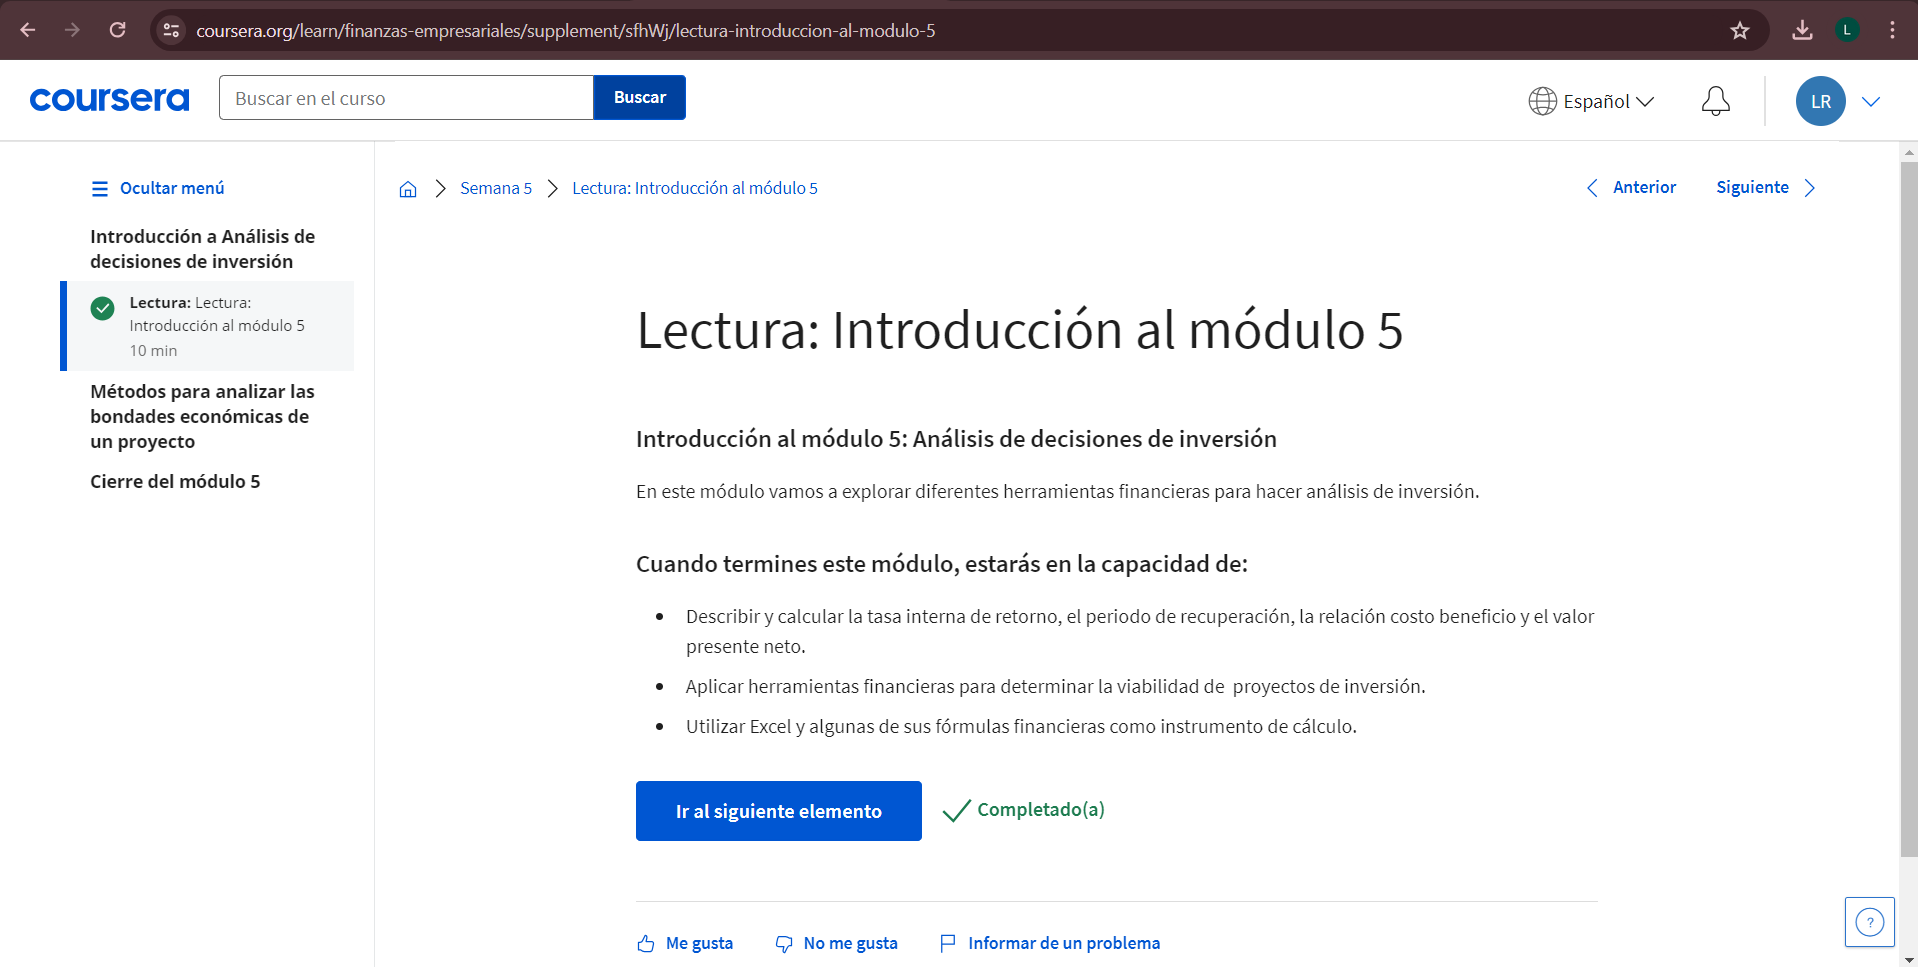 coursera.org/learn/finanzas-empresariales/supplement/sfhWj/lectura-introduccion-al-modulo-5
L
coursera
Buscar en el curso
Buscar
Español
LR
Ocultar menú
Introducción a Análisis de
decisiones de inversión
Lectura: Lectura:
Introducción al módulo 5
10 min
Métodos para analizar las
bondades económicas de
un proyecto
Cierre del módulo 5
Semana 5
Lectura: Introducción al módulo 5
Anterior
Siguiente
Lectura: Introducción al módulo 5
Introducción al módulo 5: Análisis de decisiones de inversión
En este módulo vamos a explorar diferentes herramientas financieras para hacer análisis de inversión.
Cuando termines este módulo, estarás en la capacidad de:
• Describir y calcular la tasa interna de retorno, el periodo de recuperación, la relación costo beneficio y el valor
presente neto.
• Aplicar herramientas financieras para determinar la viabilidad de proyectos de inversión.
• Utilizar Excel y algunas de sus fórmulas financieras como instrumento de cálculo.
Ir al siguiente elemento
Completado(a)
Me gusta
No me gusta
Informar de un problema
?